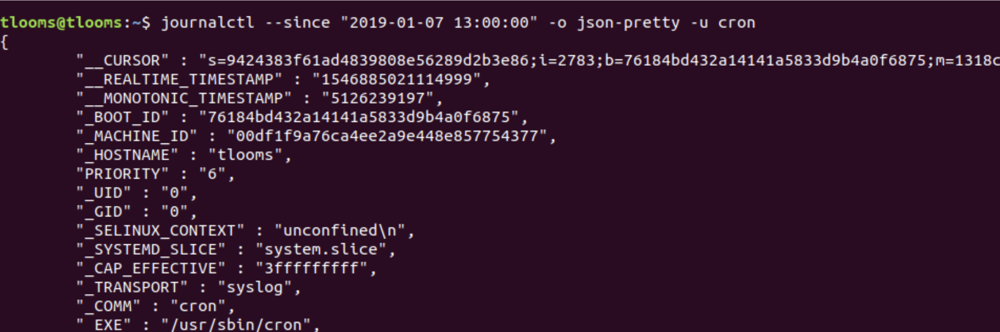 tlooms@tlooms:~$ journalctl --since "2019-01-07 13:00:00" -o json-pretty -u cron
{
"__CURSOR" : "s=9424383f61ad4839808e56289d2b3e86;i=2783;b=76184bd432a14141a5833d9b4a0f6875;m=1318c
"__REALTIME_TIMESTAMP" : "1546885021114999",
"__MONOTONIC_TIMESTAMP" : "5126239197",
"_BOOT_ID" : "76184bd432a14141a5833d9b4a0f6875",
"_MACHINE_ID" : "00df1f9a76ca4ee2a9e448e857754377",
"_HOSTNAME" : "tlooms",
"PRIORITY" : "6",
"_UID" : "0",
"_GID" : "0",
"_SELINUX_CONTEXT" : "unconfined\n",
"_SYSTEMD_SLICE" : "system.slice",
"_CAP_EFFECTIVE" : "3fffffffff",
"_TRANSPORT" : "syslog",
"_COMM" : "cron",
"_EXE" : "/usr/sbin/cron",